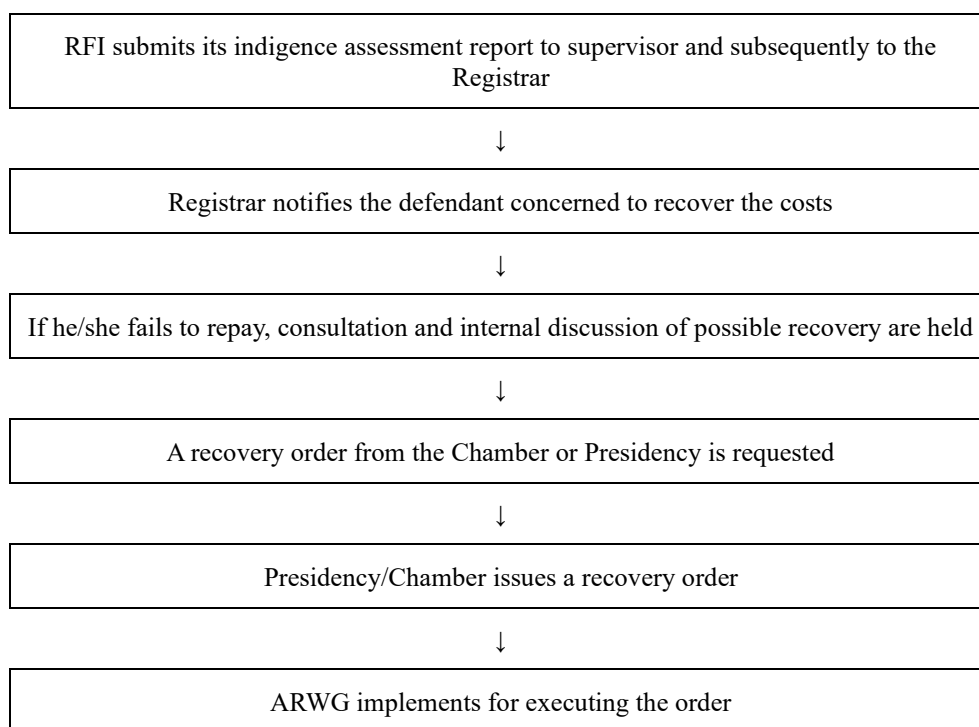 RFI submits its indigence assessment report to supervisor and subsequently to the
Registrar
↓
Registrar notifies the defendant concerned to recover the costs
↓
If he/she fails to repay, consultation and internal discussion of possible recovery are held
↓
A recovery order from the Chamber or Presidency is requested
↓
Presidency/Chamber issues a recovery order
↓
ARWG implements for executing the order